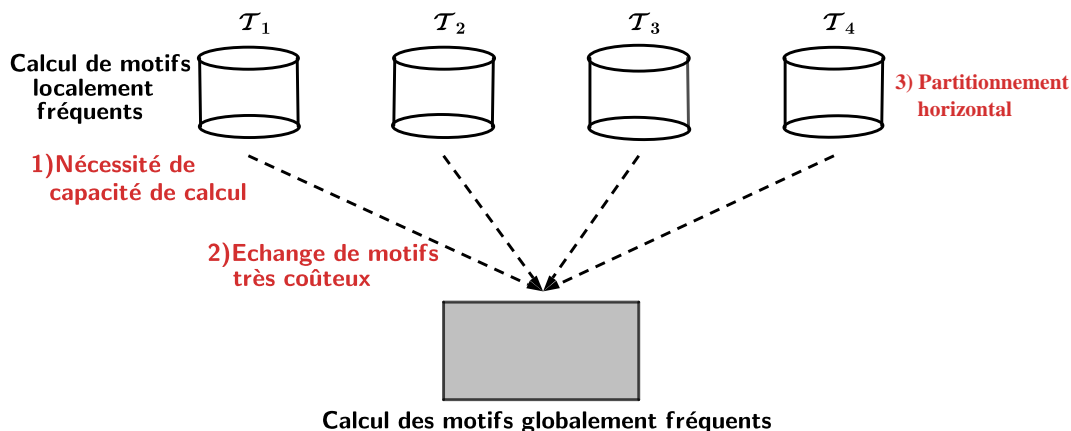 𝒯₁ 𝒯₂ 𝒯₃ 𝒯₄
Calcul de motifs
localement
fréquents
3) Partitionnement
horizontal
1)Nécessité de
capacité de calcul
2)Echange de motifs
très coûteux
Calcul des motifs globalement fréquents